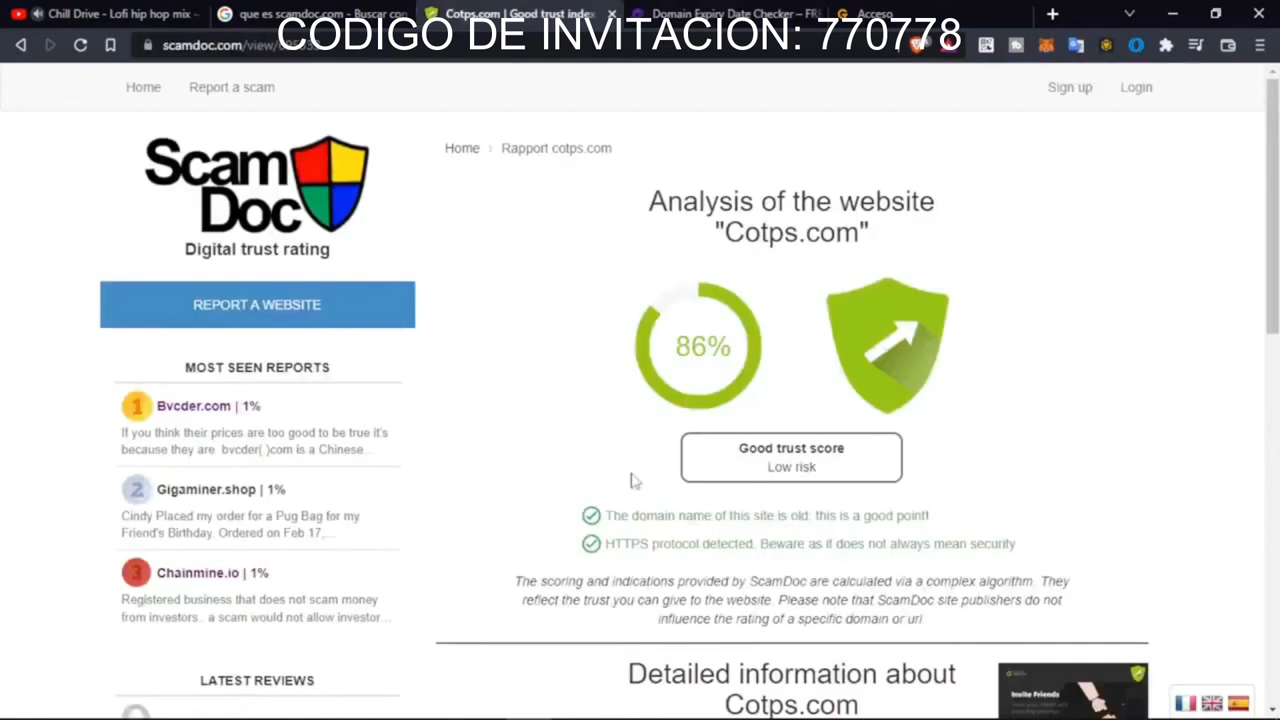 Chill Drive - Lofi hip hop mix -
que es scamdoc.com - Buscar co
Cotps.com | Good trust index
Domain Expiry Date Checker – FR
Acceso
CODIGO DE INVITACION: 770778
scamdoc.com/view/
Home
Report a scam
Sign up
Login
Scam
Doc
Digital trust rating
REPORT A WEBSITE
MOST SEEN REPORTS
1 Bvcder.com | 1%
If you think their prices are too good to be true it's
because they are bvcder( )com is a Chinese...
2 Gigaminer.shop | 1%
Cindy Placed my order for a Pug Bag for my
Friend's Birthday. Ordered on Feb 17,...
3 Chainmine.io | 1%
Registered business that does not scam money
from investors.. a scam would not allow investor...
LATEST REVIEWS
Home › Rapport cotps.com
Analysis of the website
"Cotps.com"
86%
Good trust score
Low risk
The domain name of this site is old: this is a good point!
HTTPS protocol detected. Beware as it does not always mean security
The scoring and indications provided by ScamDoc are calculated via a complex algorithm. They
reflect the trust you can give to the website. Please note that ScamDoc site publishers do not
influence the rating of a specific domain or url.
Detailed information about
Cotps.com
Invite Friends